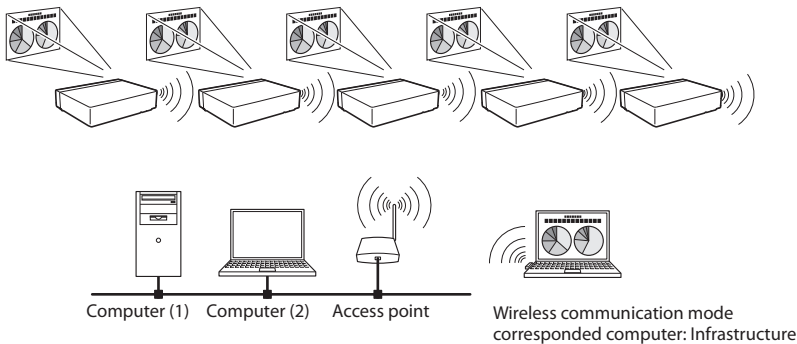 Computer (1) Computer (2) Access point
Wireless communication mode
corresponded computer: Infrastructure